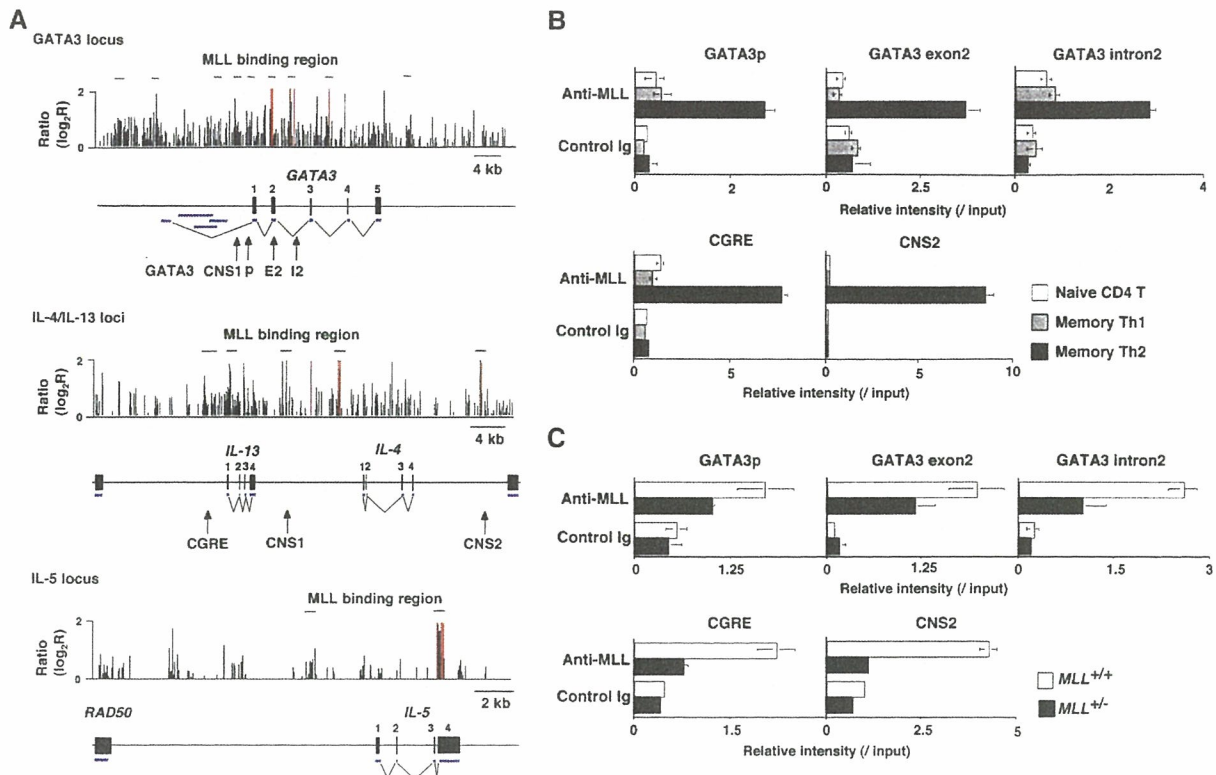 A
GATA3 locus
MLL binding region
Ratio
(log2R)
2
0
4 kb
GATA3
1 2 3 4 5
GATA3 CNS1 p E2 I2
IL-4/IL-13 loci
MLL binding region
Ratio
(log2R)
2
0
4 kb
IL-13 IL-4
1 2 3 4 1 2 3 4
CGRE CNS1 CNS2
IL-5 locus
MLL binding region
Ratio
(log2R)
2
0
2 kb
RAD50 IL-5
1 2 3 4
B
GATA3p GATA3 exon2 GATA3 intron2
Anti-MLL
Control Ig
0 2 0 2.5 0 4
Relative intensity (/ input)
CGRE CNS2
Anti-MLL
Control Ig
0 5 0 5 10
Relative intensity (/ input)
Naive CD4 T
Memory Th1
Memory Th2
C
GATA3p GATA3 exon2 GATA3 intron2
Anti-MLL
Control Ig
0 1.25 0 1.25 0 1.5 3
Relative intensity (/ input)
CGRE CNS2
Anti-MLL
Control Ig
0 1.5 0 5
Relative intensity (/ input)
MLL+/+
MLL+/-